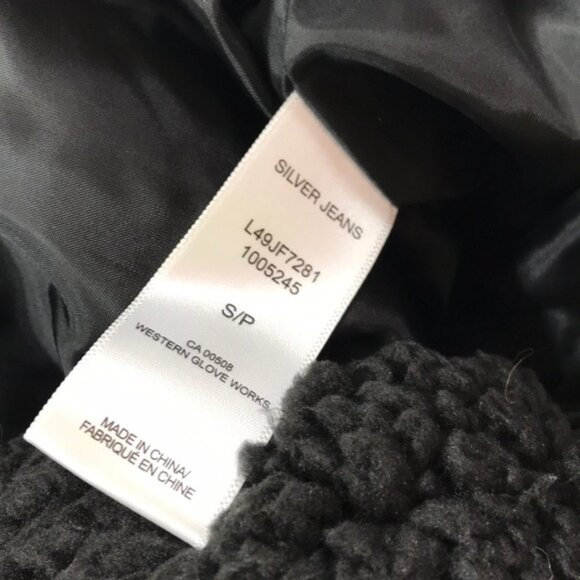 SILVER JEANS
L49JF7281
1005245
S/P
CA 00508
WESTERN GLOVE WORKS
MADE IN CHINA/
FABRIQUÉ EN CHINE